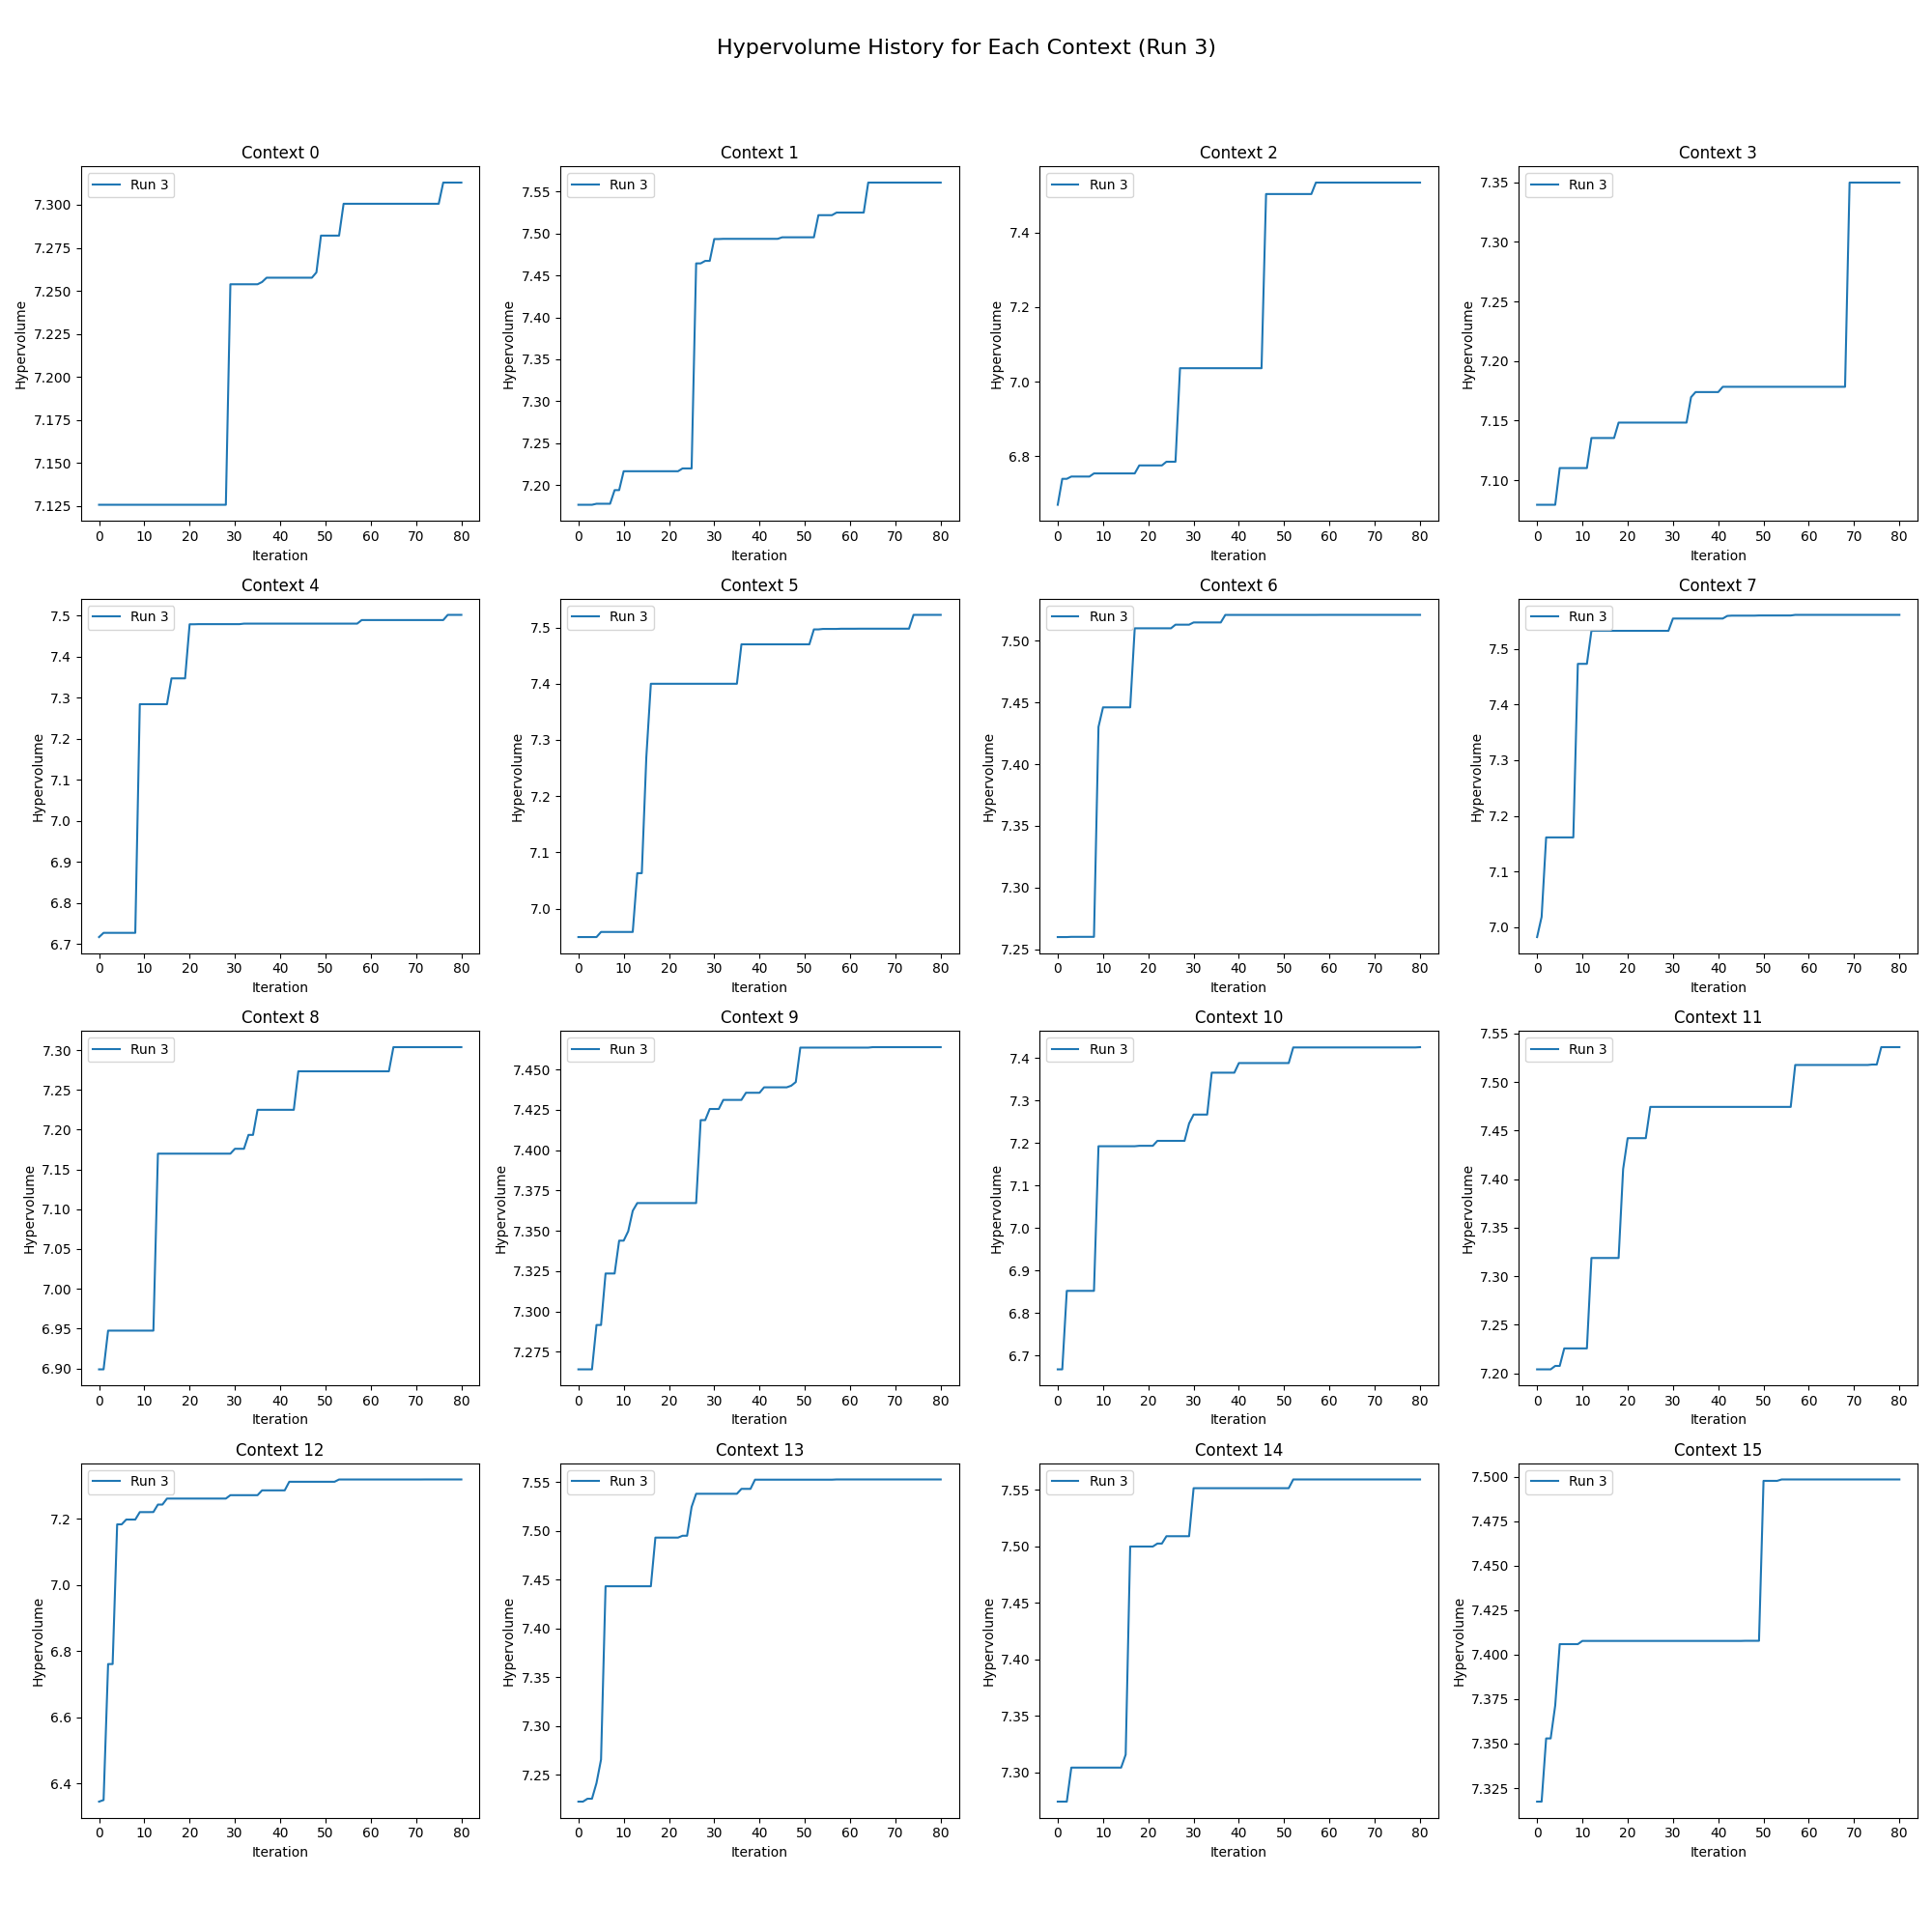 Hypervolume History for Each Context (Run 3)
Context 0
Run 3
7.300
7.275
7.250
7.225
7.200
7.175
7.150
7.125
Hypervolume
0 10 20 30 40 50 60 70 80
Iteration
Context 1
Run 3
7.55
7.50
7.45
7.40
7.35
7.30
7.25
7.20
Hypervolume
0 10 20 30 40 50 60 70 80
Iteration
Context 2
Run 3
7.4
7.2
7.0
6.8
Hypervolume
0 10 20 30 40 50 60 70 80
Iteration
Context 3
Run 3
7.35
7.30
7.25
7.20
7.15
7.10
Hypervolume
0 10 20 30 40 50 60 70 80
Iteration
Context 4
Run 3
7.5
7.4
7.3
7.2
7.1
7.0
6.9
6.8
6.7
Hypervolume
0 10 20 30 40 50 60 70 80
Iteration
Context 5
Run 3
7.5
7.4
7.3
7.2
7.1
7.0
Hypervolume
0 10 20 30 40 50 60 70 80
Iteration
Context 6
Run 3
7.50
7.45
7.40
7.35
7.30
7.25
Hypervolume
0 10 20 30 40 50 60 70 80
Iteration
Context 7
Run 3
7.5
7.4
7.3
7.2
7.1
7.0
Hypervolume
0 10 20 30 40 50 60 70 80
Iteration
Context 8
Run 3
7.30
7.25
7.20
7.15
7.10
7.05
7.00
6.95
6.90
Hypervolume
0 10 20 30 40 50 60 70 80
Iteration
Context 9
Run 3
7.450
7.425
7.400
7.375
7.350
7.325
7.300
7.275
Hypervolume
0 10 20 30 40 50 60 70 80
Iteration
Context 10
Run 3
7.4
7.3
7.2
7.1
7.0
6.9
6.8
6.7
Hypervolume
0 10 20 30 40 50 60 70 80
Iteration
Context 11
Run 3
7.55
7.50
7.45
7.40
7.35
7.30
7.25
7.20
Hypervolume
0 10 20 30 40 50 60 70 80
Iteration
Context 12
Run 3
7.2
7.0
6.8
6.6
6.4
Hypervolume
0 10 20 30 40 50 60 70 80
Iteration
Context 13
Run 3
7.55
7.50
7.45
7.40
7.35
7.30
7.25
Hypervolume
0 10 20 30 40 50 60 70 80
Iteration
Context 14
Run 3
7.55
7.50
7.45
7.40
7.35
7.30
Hypervolume
0 10 20 30 40 50 60 70 80
Iteration
Context 15
Run 3
7.500
7.475
7.450
7.425
7.400
7.375
7.350
7.325
Hypervolume
0 10 20 30 40 50 60 70 80
Iteration